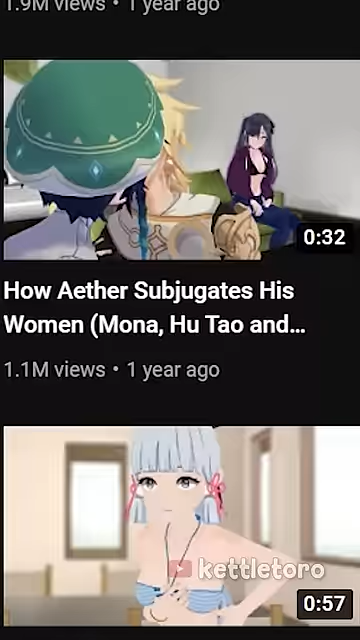 1.9M views • 1 year ago
0:32
How Aether Subjugates His
Women (Mona, Hu Tao and...
1.1M views • 1 year ago
kettletoro
0:57